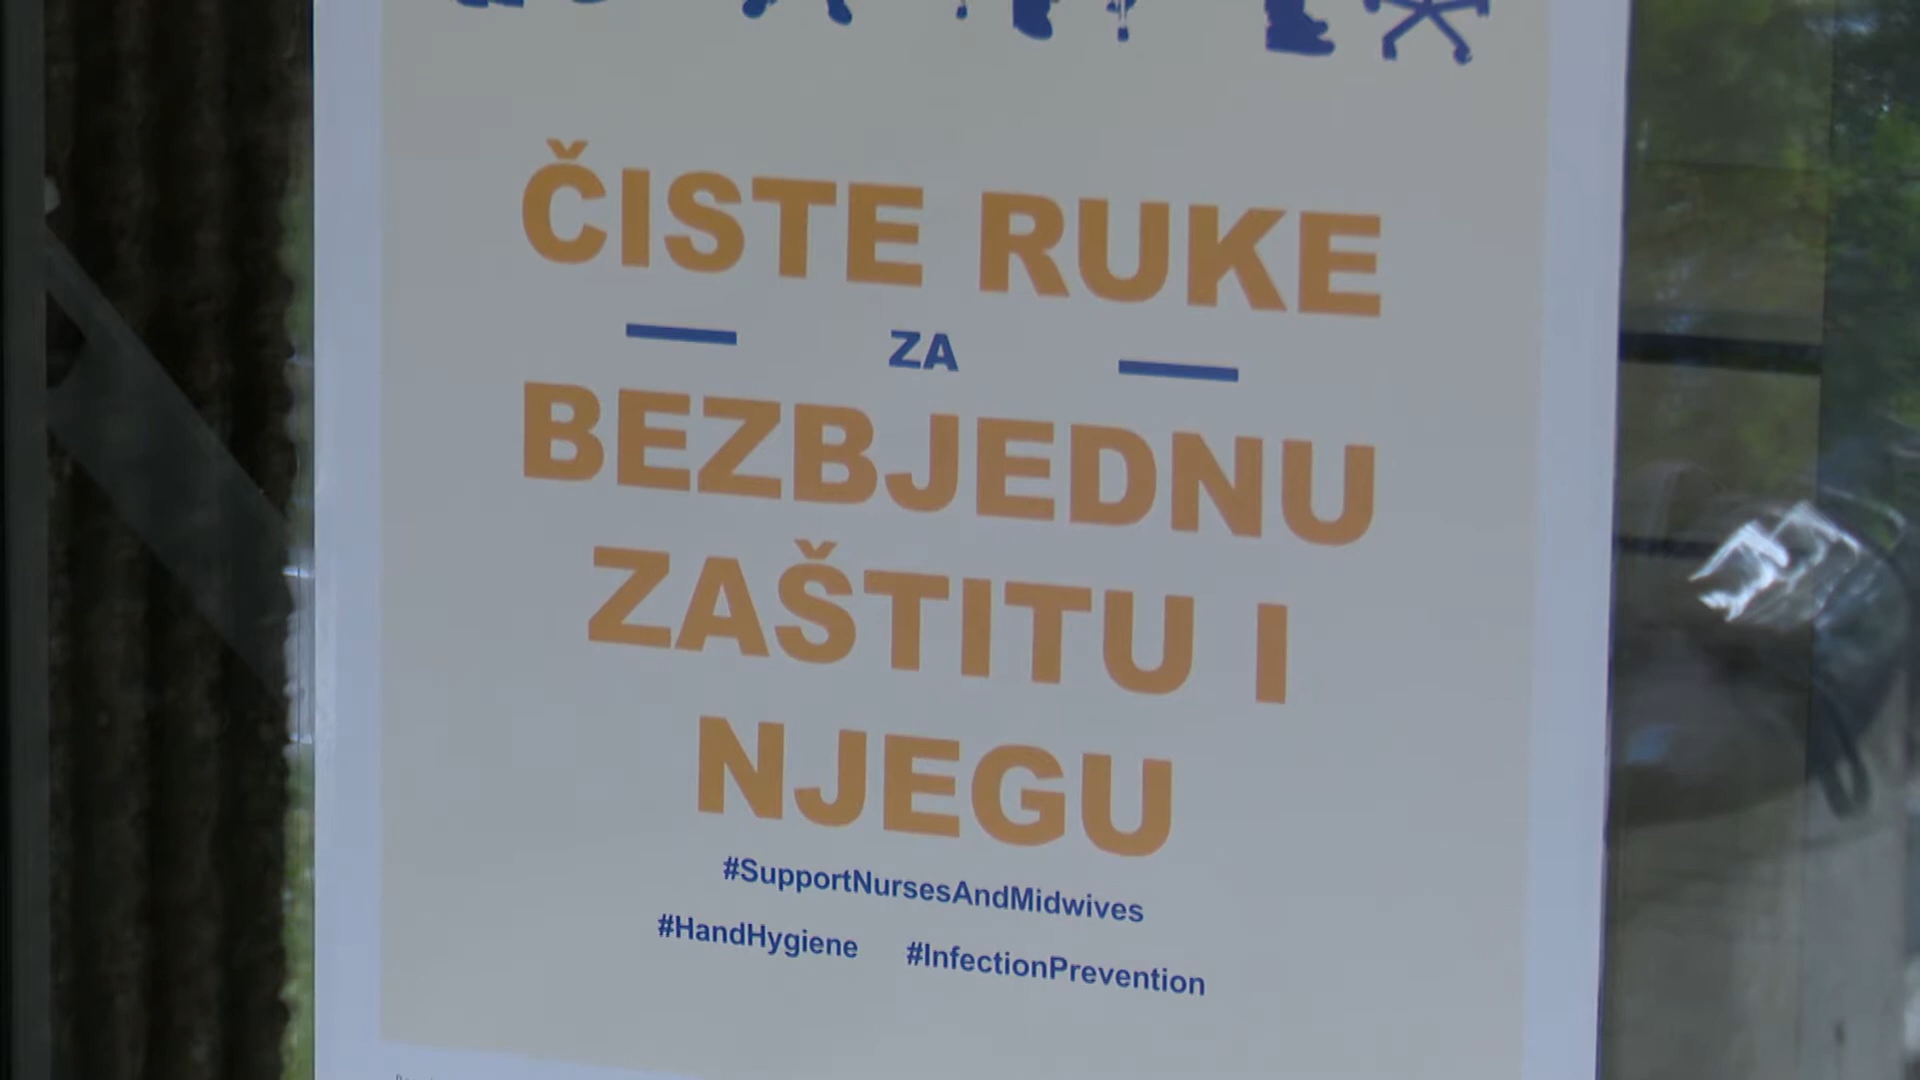 ČISTE RUKE
ZA
BEZBJEDNU
ZAŠTITU I
NJEGU
#SupportNursesAndMidwives
#HandHygiene #InfectionPrevention